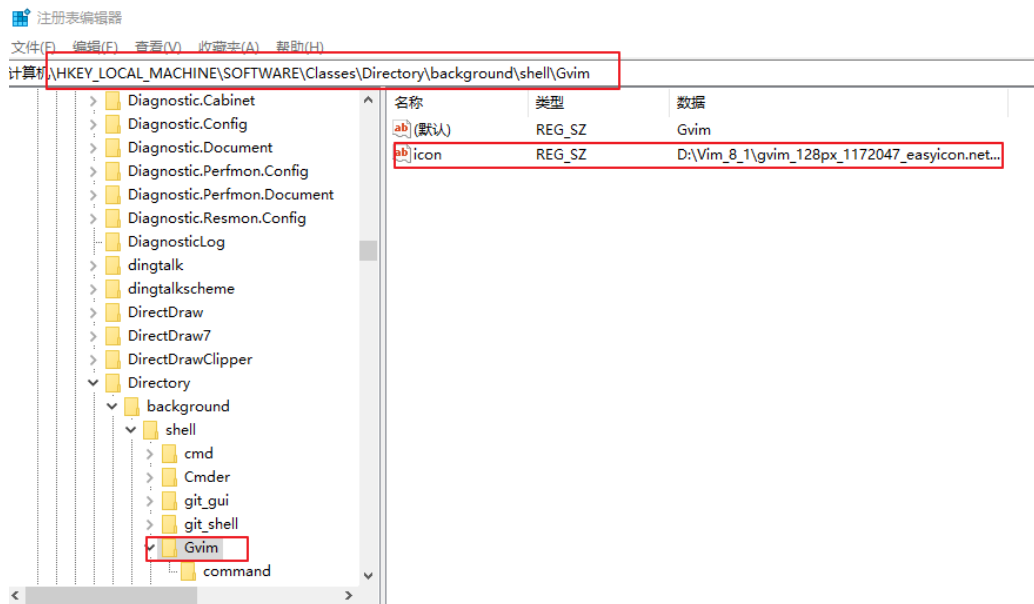 注册表编辑器
文件(F) 编辑(E) 查看(V) 收藏夹(A) 帮助(H)
计算机\HKEY_LOCAL_MACHINE\SOFTWARE\Classes\Directory\background\shell\Gvim
名称 类型 数据
ab (默认) REG_SZ Gvim
ab icon REG_SZ D:\Vim_8_1\gvim_128px_1172047_easyicon.net...
Diagnostic.Cabinet
Diagnostic.Config
Diagnostic.Document
Diagnostic.Perfmon.Config
Diagnostic.Perfmon.Document
Diagnostic.Resmon.Config
DiagnosticLog
dingtalk
dingtalkscheme
DirectDraw
DirectDraw7
DirectDrawClipper
Directory
background
shell
cmd
Cmder
git_gui
git_shell
Gvim
command